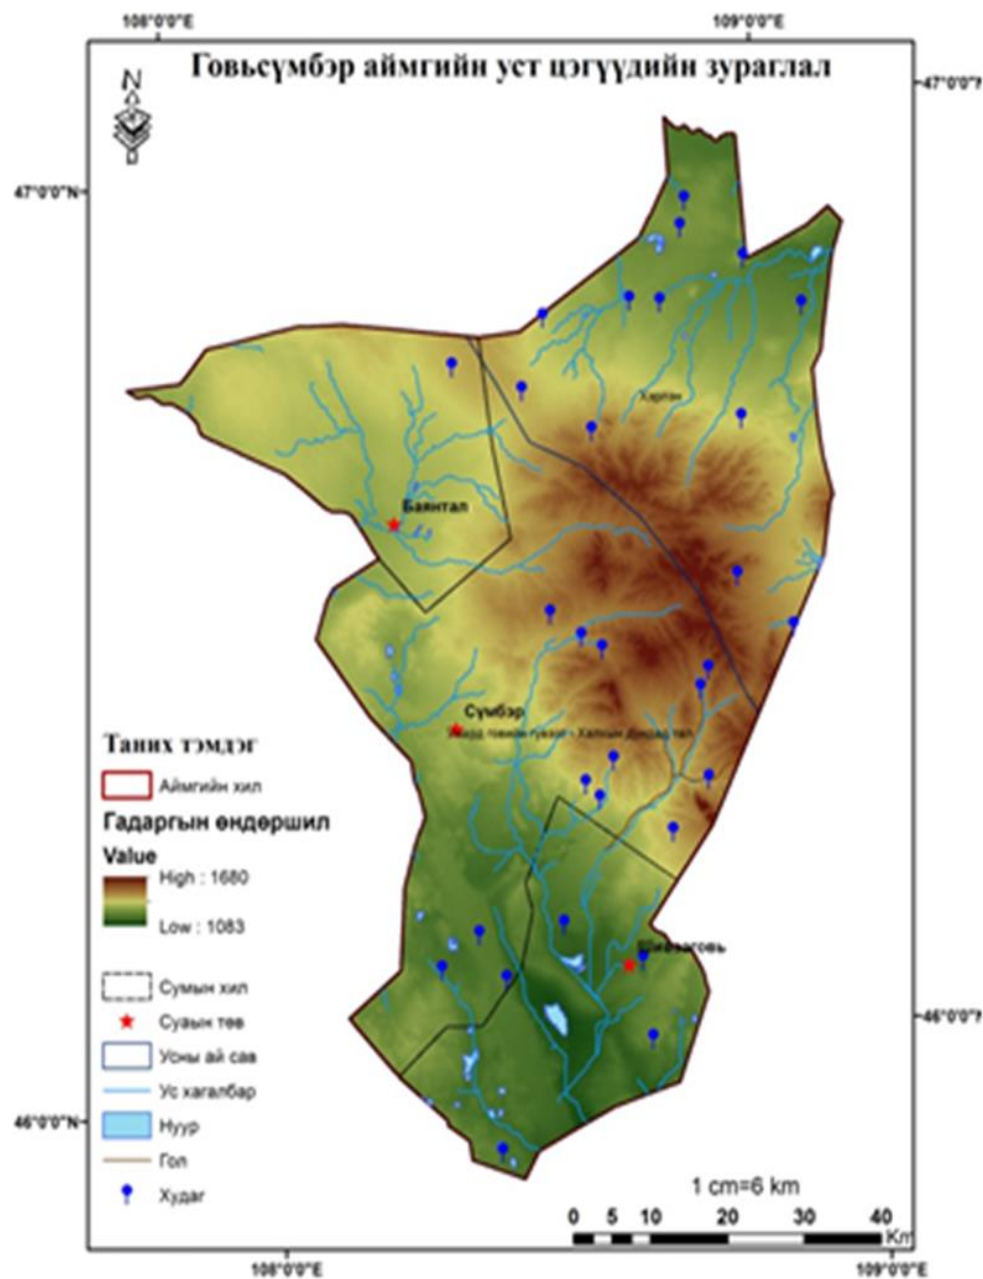 108°0'0"E
109°0'0"E
Говьсүмбэр аймгийн уст цэгүүдийн зураглал
N
47°0'0"N
47°0'0"N
Хэрлэн
Баянтал
Сүмбэр
Шивээговь
Таних тэмдэг
Аймгийн хил
Гадаргын өндөршил
Value
High : 1680
Low : 1083
Сумын хил
Сумын төв
Усны ай сав
Ус хагалбар
Нуур
Гол
Худаг
46°0'0"N
46°0'0"N
1 cm=6 km
0 5 10 20 30 40
Km
108°0'0"E
109°0'0"E